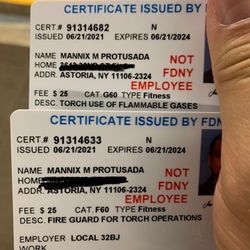 CERTIFICATE ISSUED BY F
CERT.# 91314682 N
ISSUED 06/21/2021 EXPIRES 06/21/2024
NAME MANNIX M PROTUSADA
HOME
ADDR. ASTORIA, NY 11106-2324
NOT
FDNY
EMPLOYEE
FEE $ 25 CAT. G60 TYPE Fitness
DESC. TORCH USE OF FLAMMABLE GASES
CERTIFICATE ISSUED BY FDN
CERT.# 91314633 N
ISSUED 06/21/2021 EXPIRES 06/21/2024
NAME MANNIX M PROTUSADA
HOME
ADDR. ASTORIA, NY 11106-2324
NOT
FDNY
EMPLOYEE
FEE $ 25 CAT. F60 TYPE Fitness
DESC. FIRE GUARD FOR TORCH OPERATIONS
EMPLOYER LOCAL 32BJ
WORK